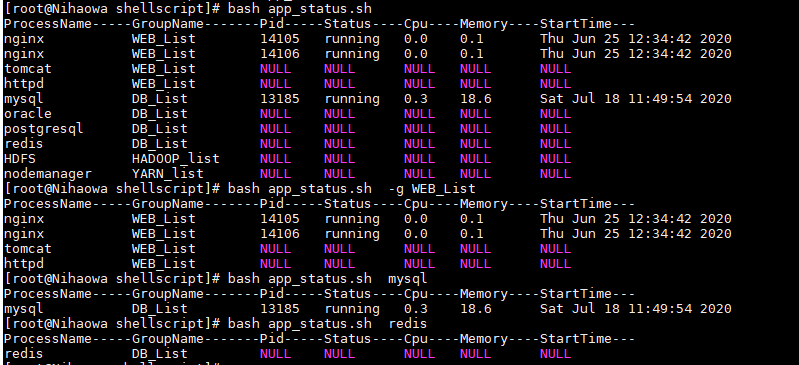 [root@Nihaowa shellscript]# bash app_status.sh
ProcessName-----GroupName-------Pid-----Status----Cpu----Memory----StartTime---
nginx WEB_List 14105 running 0.0 0.1 Thu Jun 25 12:34:42 2020
nginx WEB_List 14106 running 0.0 0.1 Thu Jun 25 12:34:42 2020
tomcat WEB_List NULL NULL NULL NULL NULL
httpd WEB_List NULL NULL NULL NULL NULL
mysql DB_List 13185 running 0.3 18.6 Sat Jul 18 11:49:54 2020
oracle DB_List NULL NULL NULL NULL NULL
postgresql DB_List NULL NULL NULL NULL NULL
redis DB_List NULL NULL NULL NULL NULL
HDFS HADOOP_list NULL NULL NULL NULL NULL
nodemanager YARN_list NULL NULL NULL NULL NULL
[root@Nihaowa shellscript]# bash app_status.sh  -g WEB_List
ProcessName-----GroupName-------Pid-----Status----Cpu----Memory----StartTime---
nginx WEB_List 14105 running 0.0 0.1 Thu Jun 25 12:34:42 2020
nginx WEB_List 14106 running 0.0 0.1 Thu Jun 25 12:34:42 2020
tomcat WEB_List NULL NULL NULL NULL NULL
httpd WEB_List NULL NULL NULL NULL NULL
[root@Nihaowa shellscript]# bash app_status.sh  mysql
ProcessName-----GroupName-------Pid-----Status----Cpu----Memory----StartTime---
mysql DB_List 13185 running 0.3 18.6 Sat Jul 18 11:49:54 2020
[root@Nihaowa shellscript]# bash app_status.sh  redis
ProcessName-----GroupName-------Pid-----Status----Cpu----Memory----StartTime---
redis DB_List NULL NULL NULL NULL NULL